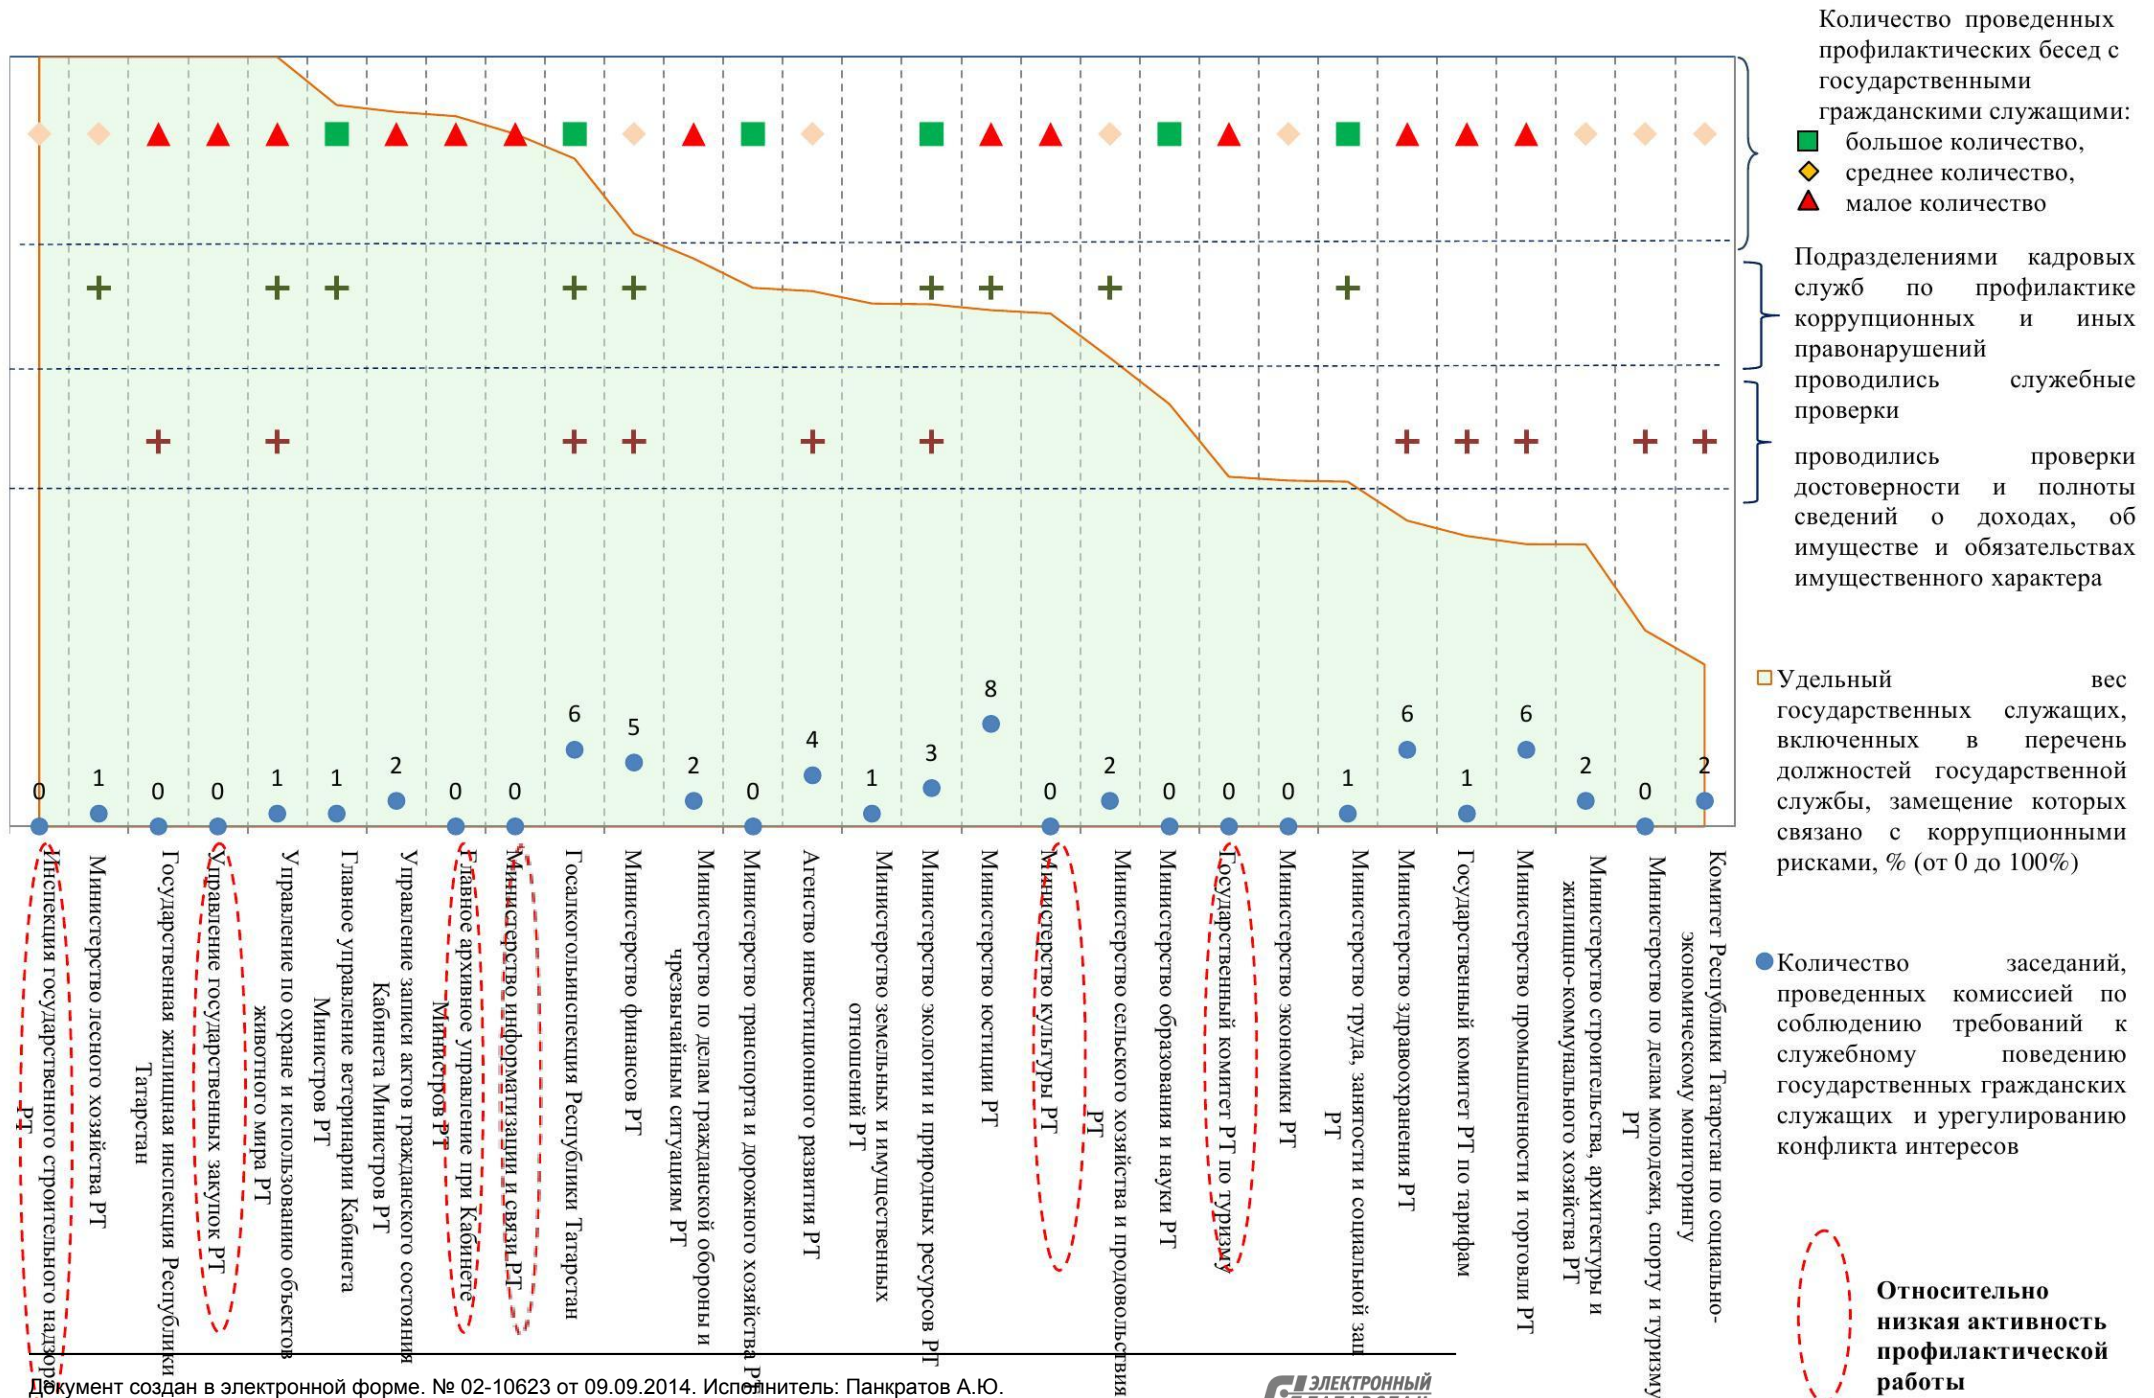 Количество проведенных
профилактических бесед с
государственными
гражданскими служащими:
большое количество,
среднее количество,
малое количество
Подразделениями кадровых
служб по профилактике
коррупционных и иных
правонарушений
проводились служебные
проверки
проводились проверки
достоверности и полноты
сведений о доходах, об
имуществе и обязательствах
имущественного характера
Удельный вес
государственных служащих,
включенных в перечень
должностей государственной
службы, замещение которых
связано с коррупционными
рисками, % (от 0 до 100%)
Количество заседаний,
проведенных комиссией по
соблюдению требований к
служебному поведению
государственных гражданских
служащих и урегулированию
конфликта интересов
Относительно
низкая активность
профилактической
работы
0
1
0
0
1
1
2
0
0
6
5
2
0
4
1
3
8
0
2
0
0
0
1
6
1
6
2
0
2
Инспекция государственного строительного надзора
РТ
Министерство лесного хозяйства РТ
Государственная жилищная инспекция Республики
Татарстан
Управление государственных закупок РТ
Управление по охране и использованию объектов
животного мира РТ
Главное управление ветеринарии Кабинета
Министров РТ
Управление записи актов гражданского состояния
Кабинета Министров РТ
Главное архивное управление при Кабинете
Министров РТ
Министерство информатизации и связи РТ
Госалкогольинспекция Республики Татарстан
Министерство финансов РТ
Министерство по делам гражданской обороны и
чрезвычайным ситуациям РТ
Министерство транспорта и дорожного хозяйства РТ
Агенство инвестиционного развития РТ
Министерство земельных и имущественных
отношений РТ
Министерство экологии и природных ресурсов РТ
Министерство юстиции РТ
Министерство культуры РТ
Министерство сельского хозяйства и продовольствия
РТ
Министерство образования и науки РТ
Государственный комитет РТ по туризму
Министерство экономики РТ
Министерство труда, занятости и социальной защ
РТ
Министерство здравоохранения РТ
Государственный комитет РТ по тарифам
Министерство промышленности и торговли РТ
Министерство строительства, архитектуры и
жилищно-коммунального хозяйства РТ
Министерство по делам молодежи, спорту и туризму
РТ
Комитет Республики Татарстан по социально-
экономическому мониторингу
Документ создан в электронной форме. № 02-10623 от 09.09.2014. Исполнитель: Панкратов А.Ю.
ЭЛЕКТРОННЫЙ
ТАТАРСТАН